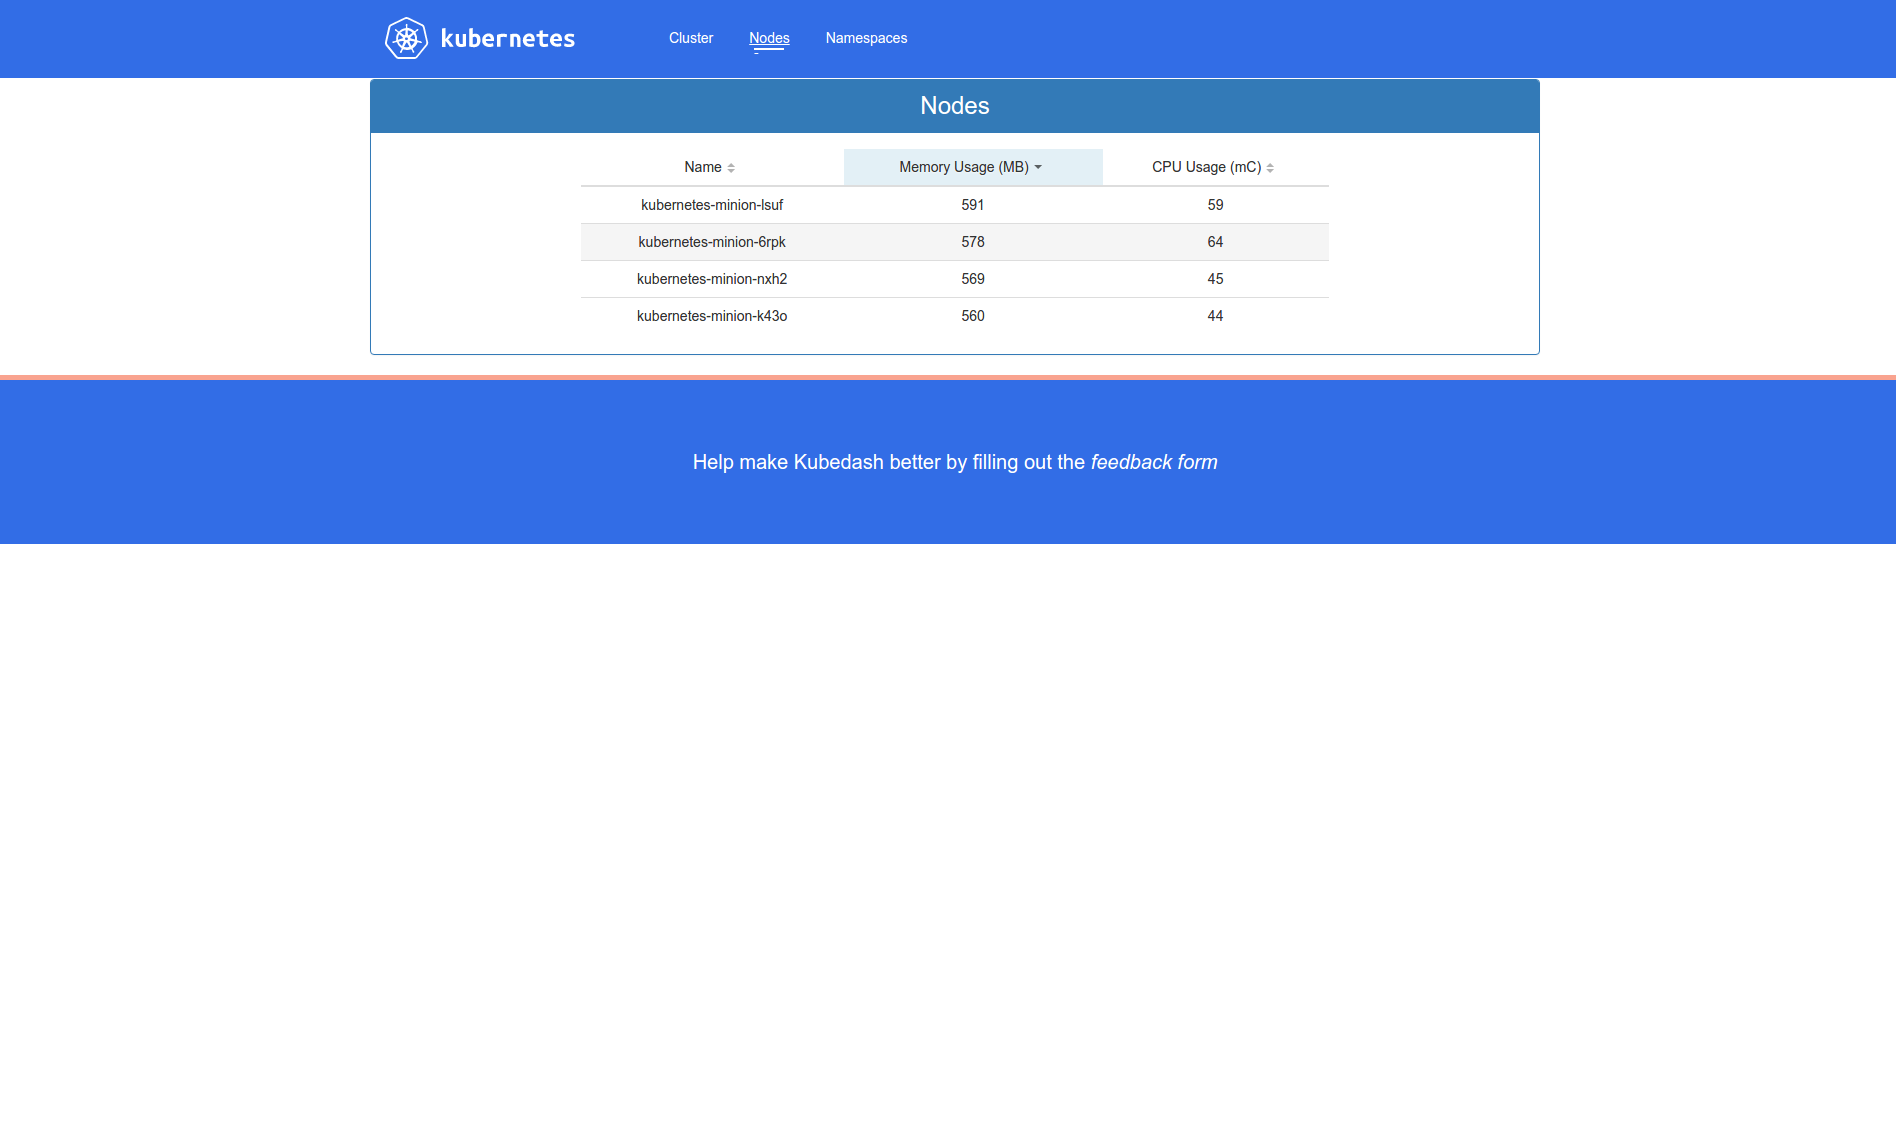 kubernetes
Cluster Nodes Namespaces
Nodes
Name Memory Usage (MB) CPU Usage (mC)
kubernetes-minion-lsuf 591 59
kubernetes-minion-6rpk 578 64
kubernetes-minion-nxh2 569 45
kubernetes-minion-k43o 560 44
Help make Kubedash better by filling out the feedback form